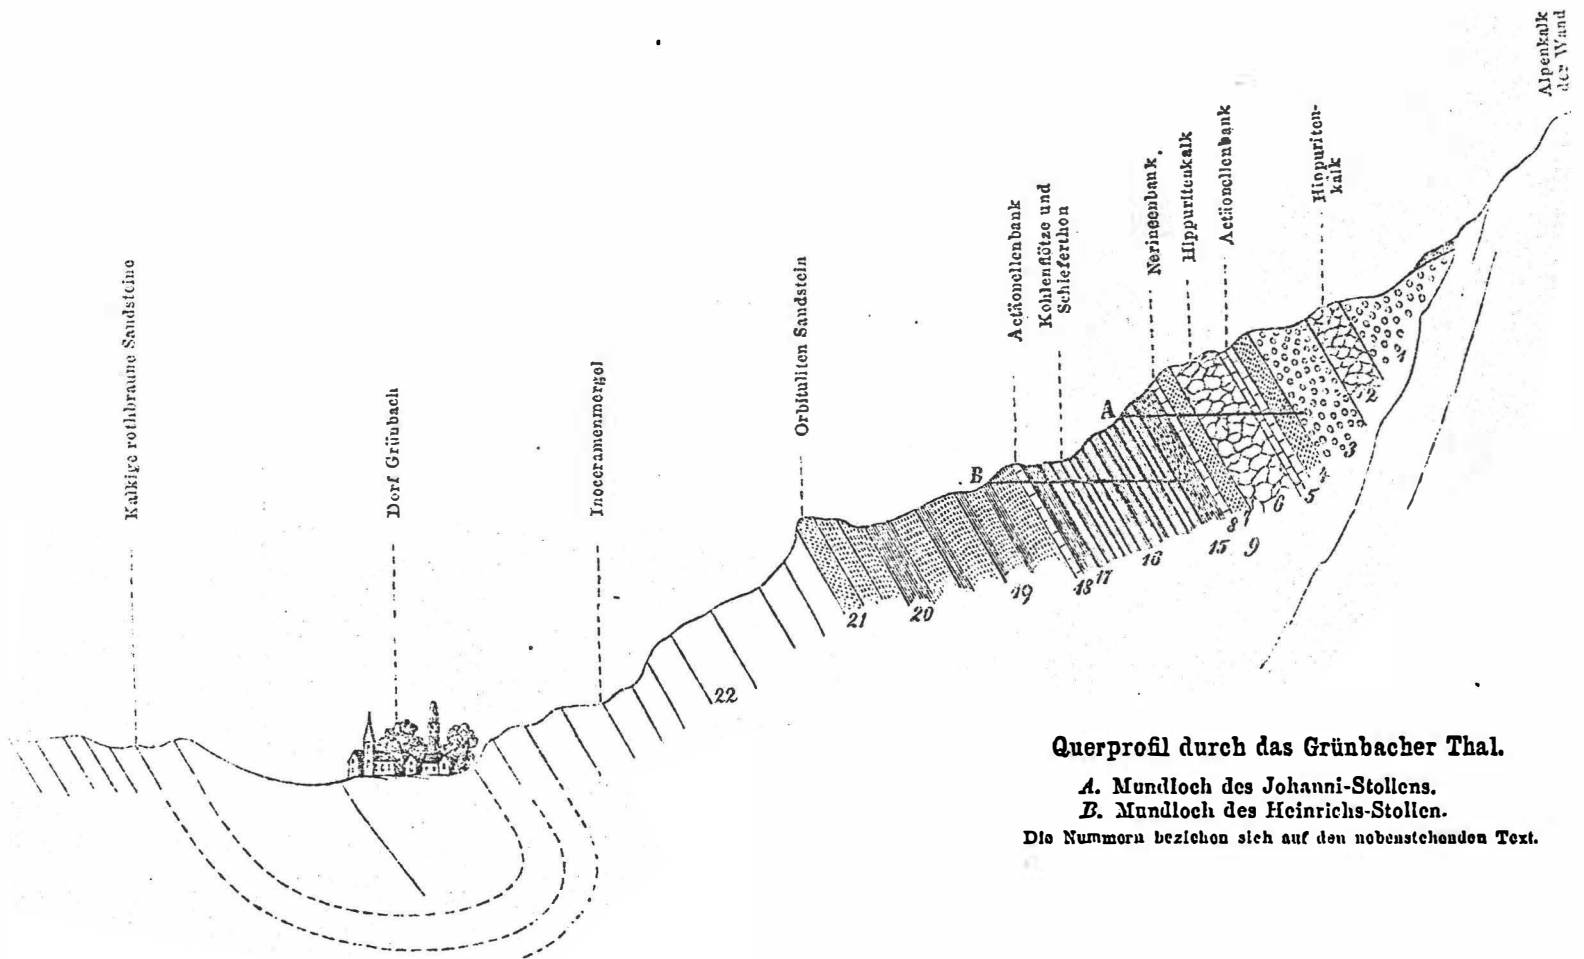 Kalkige rothbraune Sandsteine
Dorf Grünbach
Inoceramenmergel
Orbituliten Sandstein
Actäonellenbank
Kohlenflötze und
Schieferthon
Nerineenbank.
Hippuritenkalk
Actäonellenbank
Hippuriten-
kalk
Alpenkalk
der Wand
A
B
1
2
3
4
5
6
7
8
9
15
16
17
18
19
20
21
22
Querprofil durch das Grünbacher Thal.
A. Mundloch des Johanni-Stollens.
B. Mundloch des Heinrichs-Stollen.
Die Nummern beziehen sich auf den nebenstehenden Text.